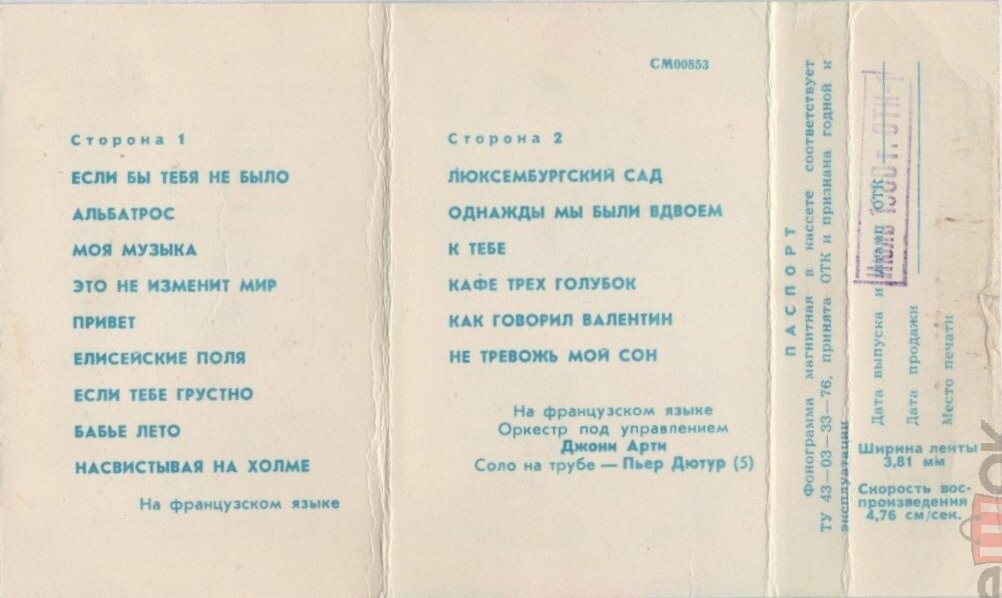 Сторона 1
ЕСЛИ БЫ ТЕБЯ НЕ БЫЛО
АЛЬБАТРОС
МОЯ МУЗЫКА
ЭТО НЕ ИЗМЕНИТ МИР
ПРИВЕТ
ЕЛИСЕЙСКИЕ ПОЛЯ
ЕСЛИ ТЕБЕ ГРУСТНО
БАБЬЕ ЛЕТО
НАСВИСТЫВАЯ НА ХОЛМЕ
На французском языке
СМ00853
Сторона 2
ЛЮКСЕМБУРГСКИЙ САД
ОДНАЖДЫ МЫ БЫЛИ ВДВОЕМ
К ТЕБЕ
КАФЕ ТРЕХ ГОЛУБОК
КАК ГОВОРИЛ ВАЛЕНТИН
НЕ ТРЕВОЖЬ МОЙ СОН
На французском языке
Оркестр под управлением
Джони Арти
Соло на трубе — Пьер Дютур (5)
ПАСПОРТ
Фонограмма магнитная в кассете соответствует
ТУ 43—03—33—76, принята ОТК и признана годной к
эксплуатации
Дата выпуска и штамп ОТК
Дата продажи
Место печати
Ширина ленты
3,81 мм
Скорость вос-
произведения
4,76 см/сек.